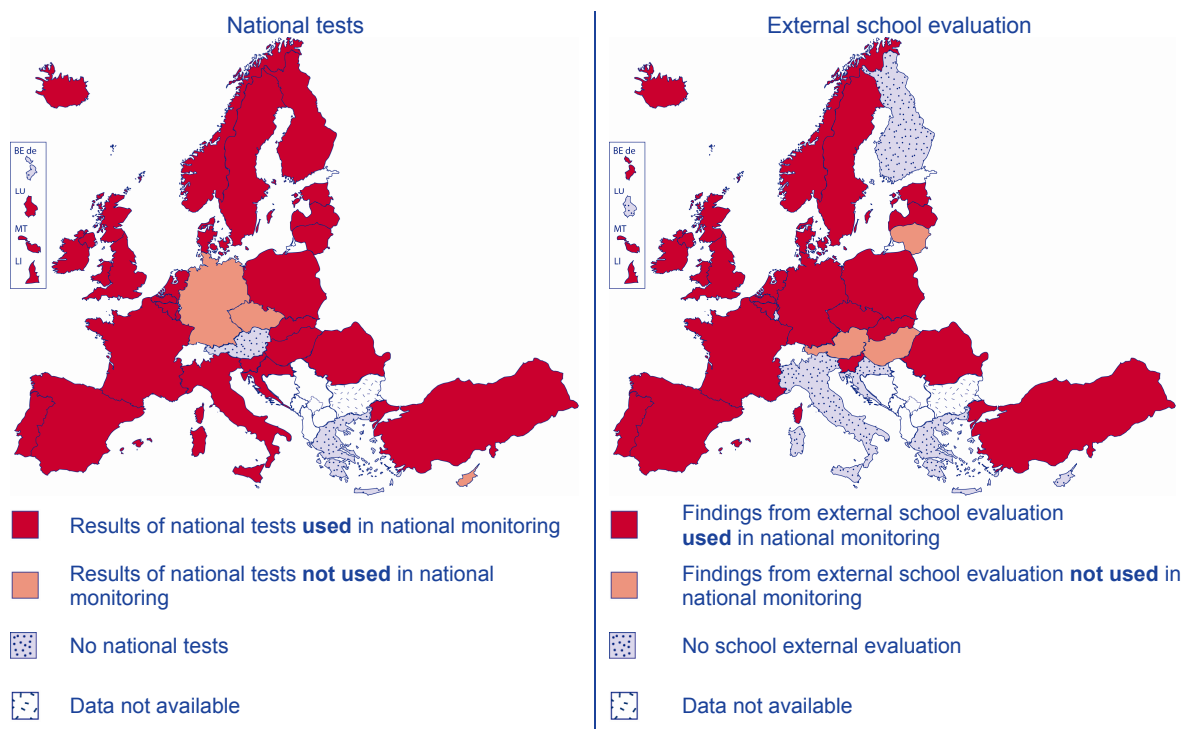 National tests
BE de
LU
MT
LI
Results of national tests used in national monitoring
Results of national tests not used in national
monitoring
No national tests
Data not available
External school evaluation
BE de
LU
MT
LI
Findings from external school evaluation
used in national monitoring
Findings from external school evaluation not used in
national monitoring
No school external evaluation
Data not available